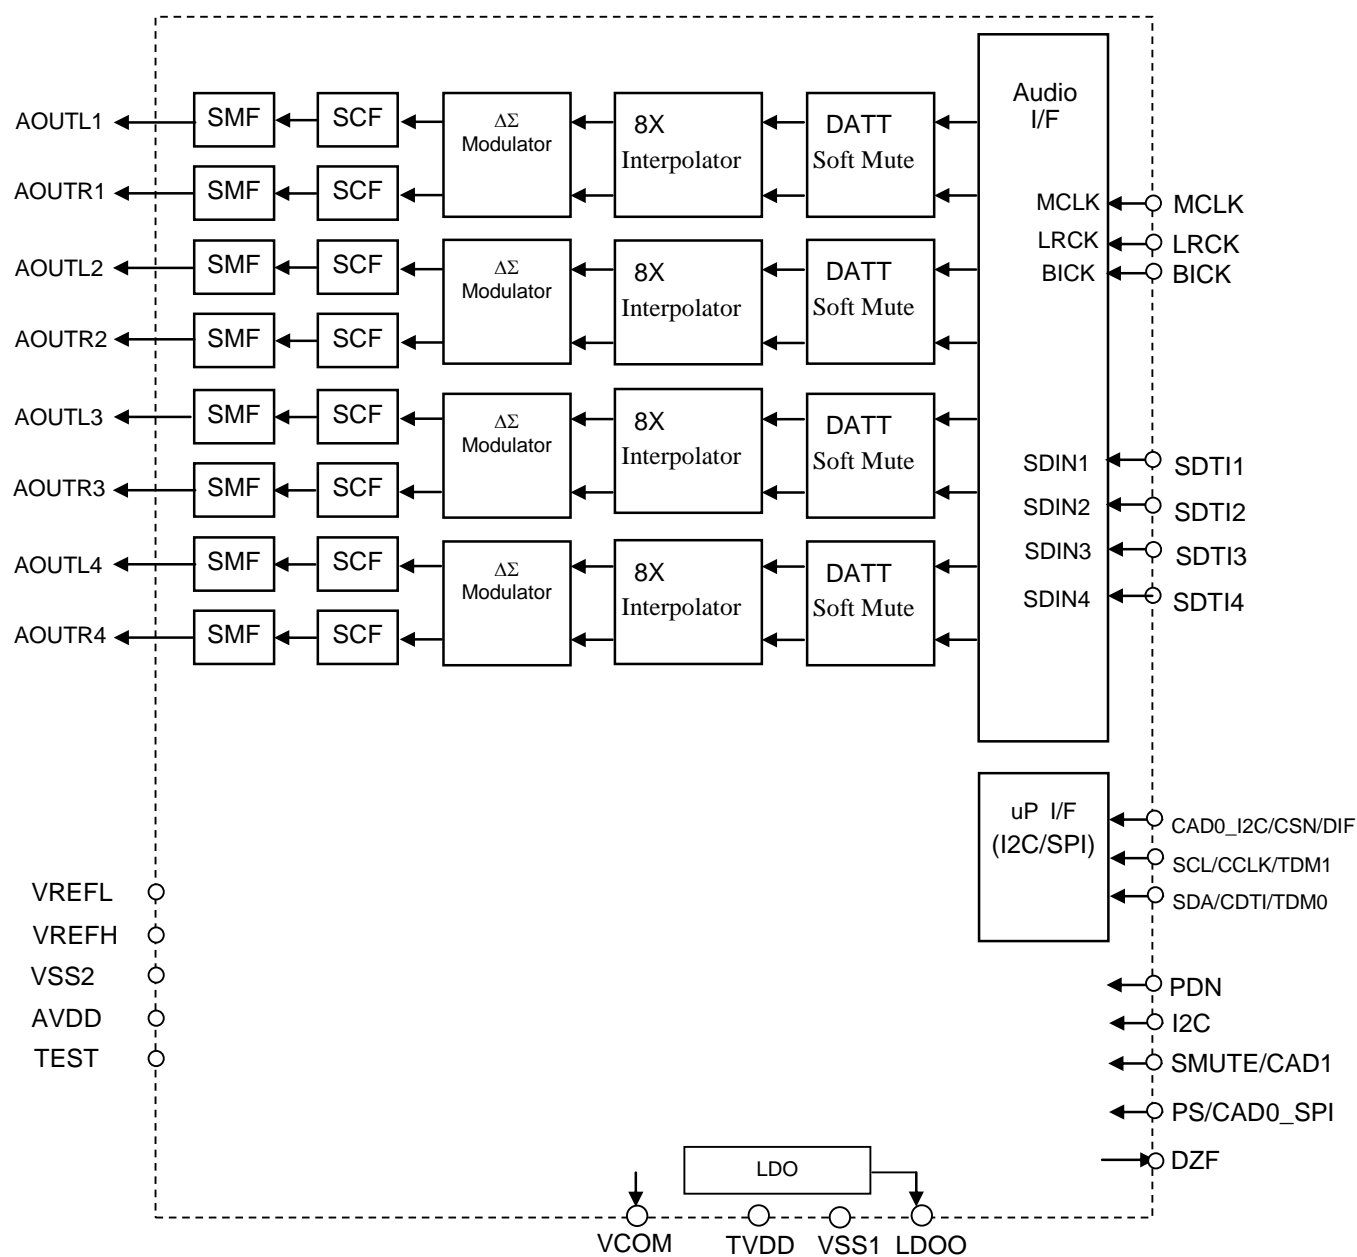 Audio
I/F
AOUTL1
SMF
SCF
ΔΣ
Modulator
8X
Interpolator
DATT
Soft Mute
AOUTR1
SMF
SCF
MCLK
MCLK
LRCK
LRCK
BICK
BICK
AOUTL2
SMF
SCF
ΔΣ
Modulator
8X
Interpolator
DATT
Soft Mute
AOUTR2
SMF
SCF
AOUTL3
SMF
SCF
ΔΣ
Modulator
8X
Interpolator
DATT
Soft Mute
AOUTR3
SMF
SCF
SDIN1
SDTI1
SDIN2
SDTI2
SDIN3
SDTI3
SDIN4
SDTI4
AOUTL4
SMF
SCF
ΔΣ
Modulator
8X
Interpolator
DATT
Soft Mute
AOUTR4
SMF
SCF
uP I/F
(I2C/SPI)
CAD0_I2C/CSN/DIF
SCL/CCLK/TDM1
SDA/CDTI/TDM0
VREFL
VREFH
VSS2
AVDD
TEST
PDN
I2C
SMUTE/CAD1
PS/CAD0_SPI
DZF
LDO
VCOM
TVDD
VSS1
LDOO